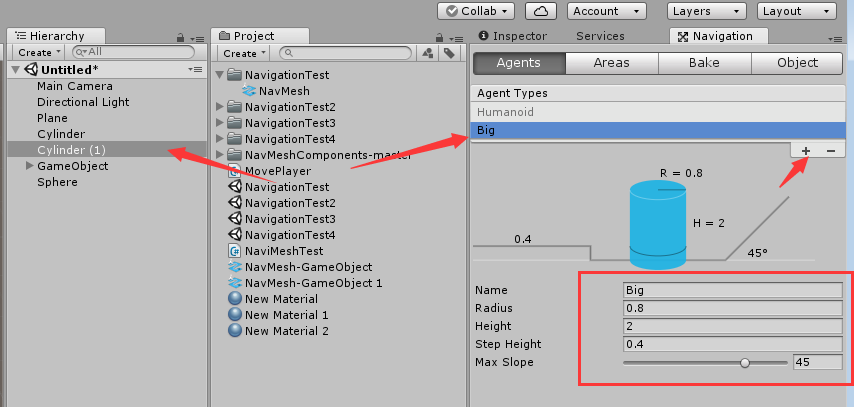 Collab Account Layers Layout
Hierarchy
Create All
Untitled*
Main Camera
Directional Light
Plane
Cylinder
Cylinder (1)
GameObject
Sphere
Project
Create
NavigationTest
NavMesh
NavigationTest2
NavigationTest3
NavigationTest4
NavMeshComponents-master
MovePlayer
NavigationTest
NavigationTest2
NavigationTest3
NavigationTest4
NaviMeshTest
NavMesh-GameObject
NavMesh-GameObject 1
New Material
New Material 1
New Material 2
Inspector Services Navigation
Agents Areas Bake Object
Agent Types
Humanoid
Big
+ −
R = 0.8
H = 2
0.4
45°
Name Big
Radius 0.8
Height 2
Step Height 0.4
Max Slope 45